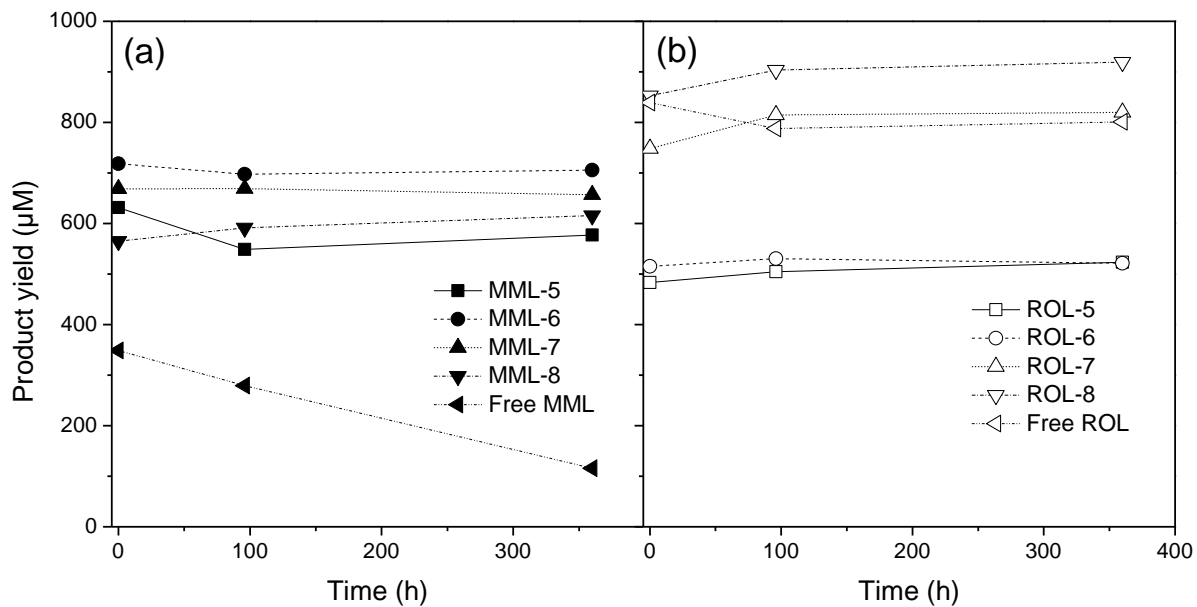 (a)
(b)
Product yield (µM)
1000
800
600
400
200
0
MML-5
MML-6
MML-7
MML-8
Free MML
ROL-5
ROL-6
ROL-7
ROL-8
Free ROL
0 100 200 300
0 100 200 300 400
Time (h)
Time (h)